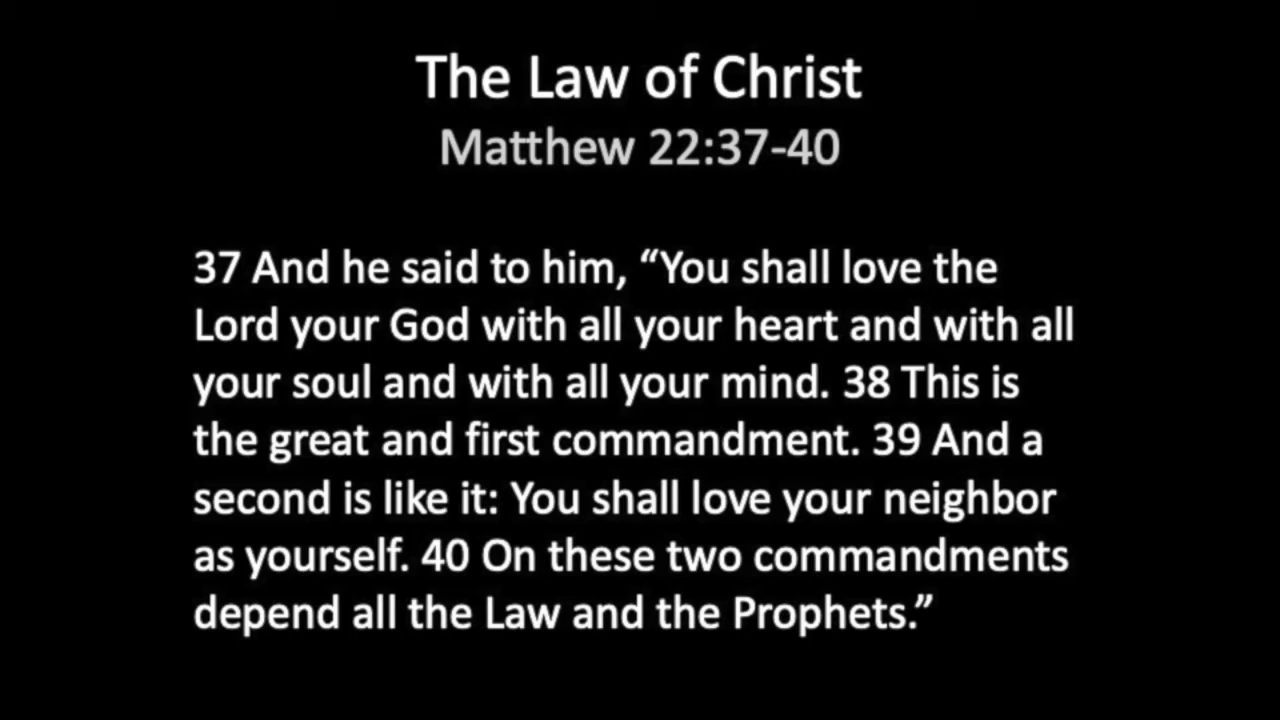 The Law of Christ
Matthew 22:37-40
37 And he said to him, “You shall love the
Lord your God with all your heart and with all
your soul and with all your mind. 38 This is
the great and first commandment. 39 And a
second is like it: You shall love your neighbor
as yourself. 40 On these two commandments
depend all the Law and the Prophets.”